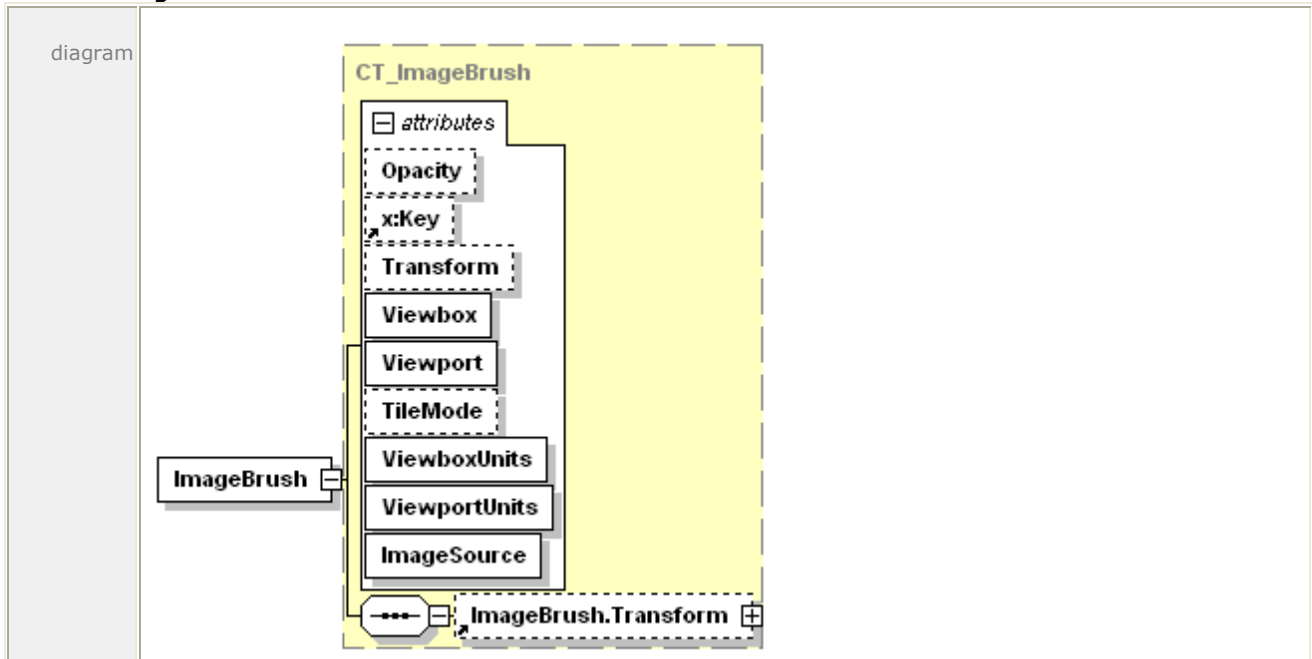 diagram
CT_ImageBrush
attributes
Opacity
x:Key
Transform
Viewbox
Viewport
TileMode
ViewboxUnits
ImageBrush
ViewportUnits
ImageSource
ImageBrush.Transform